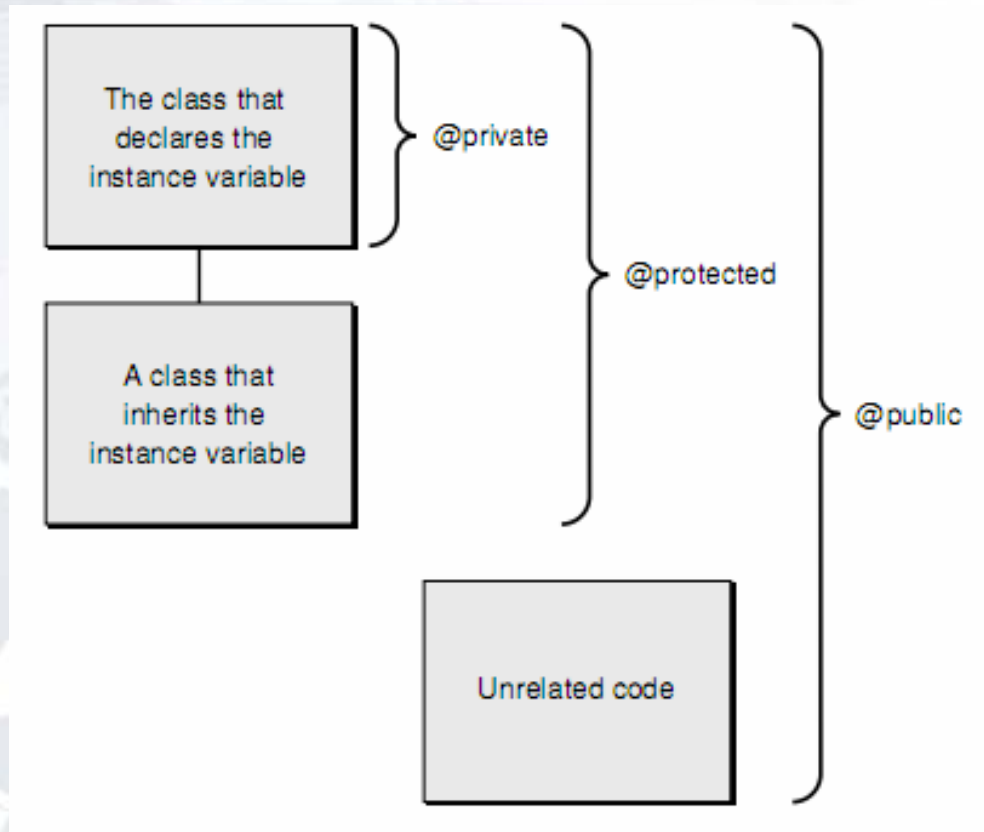 The class that
declares the
instance variable
@private
@protected
A class that
inherits the
instance variable
@public
Unrelated code